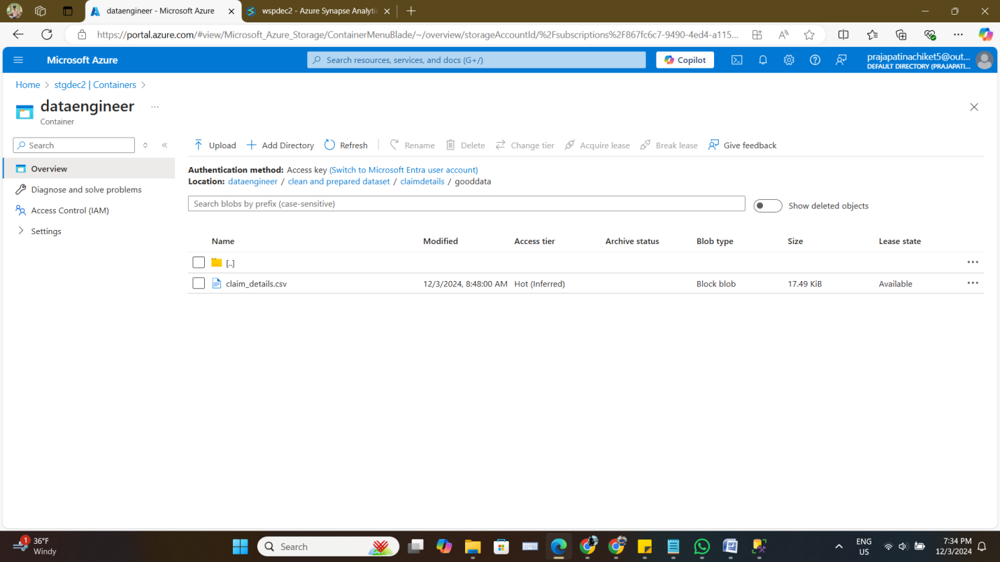 dataengineer - Microsoft Azure
wspdec2 - Azure Synapse Analytic
https://portal.azure.com/#view/Microsoft_Azure_Storage/ContainerMenuBlade/~/overview/storageAccountId/%2Fsubscriptions%2F867fc6c7-9490-4ed4-a115...
Microsoft Azure
Search resources, services, and docs (G+/)
Copilot
prajapatinachiket5@out...
DEFAULT DIRECTORY (PRAJAPATI...
Home > stgdec2 | Containers >
dataengineer ...
Container
Search
Upload Add Directory Refresh Rename Delete Change tier Acquire lease Break lease Give feedback
Overview
Diagnose and solve problems
Access Control (IAM)
Settings
Authentication method: Access key (Switch to Microsoft Entra user account)
Location: dataengineer / clean and prepared dataset / claimdetails / gooddata
Search blobs by prefix (case-sensitive)
Show deleted objects
Name Modified Access tier Archive status Blob type Size Lease state
[..]
claim_details.csv 12/3/2024, 8:48:00 AM Hot (Inferred) Block blob 17.49 KiB Available
1
36°F
Windy
Search
ENG
US
7:34 PM
12/3/2024